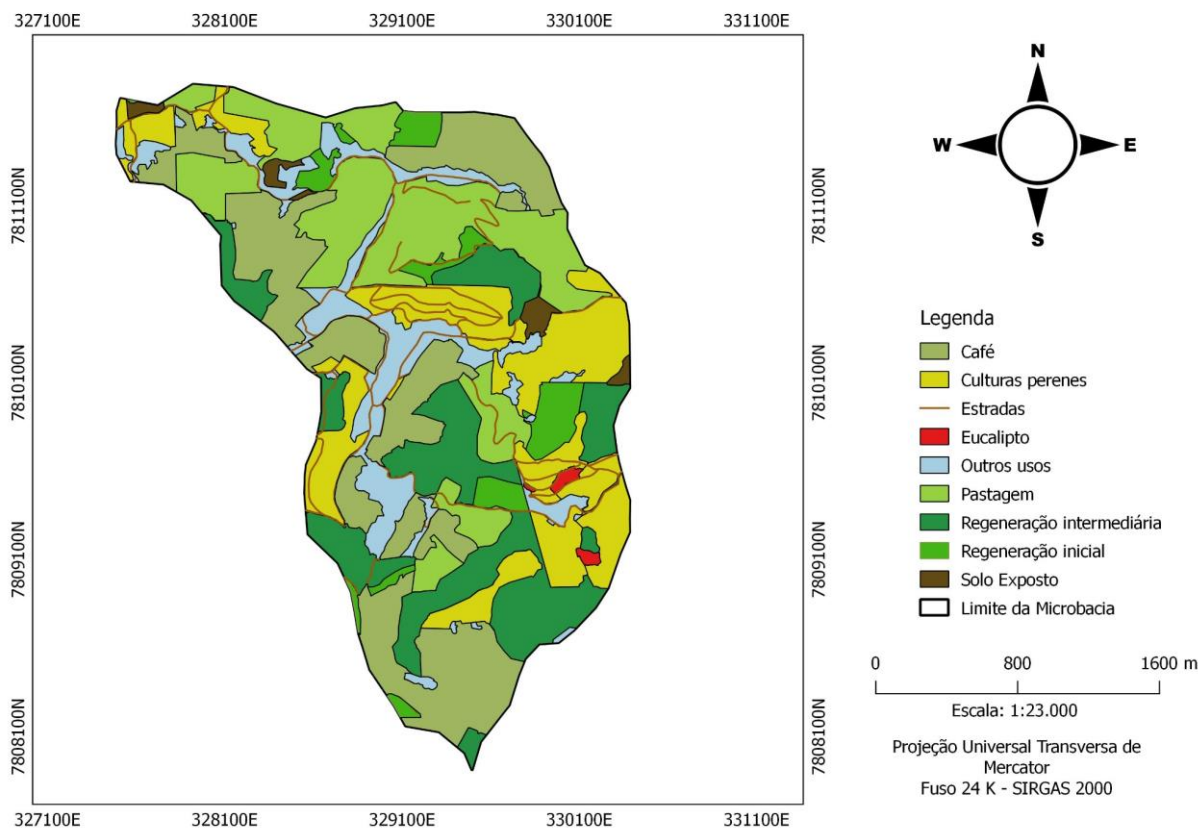 327100E 328100E 329100E 330100E 331100E
7811100N
7810100N
7809100N
7808100N
7811100N
7810100N
7809100N
7808100N
327100E 328100E 329100E 330100E 331100E
N
W E
S
Legenda
Café
Culturas perenes
Estradas
Eucalipto
Outros usos
Pastagem
Regeneração intermediária
Regeneração inicial
Solo Exposto
Limite da Microbacia
0 800 1600 m
Escala: 1:23.000
Projeção Universal Transversa de
Mercator
Fuso 24 K - SIRGAS 2000